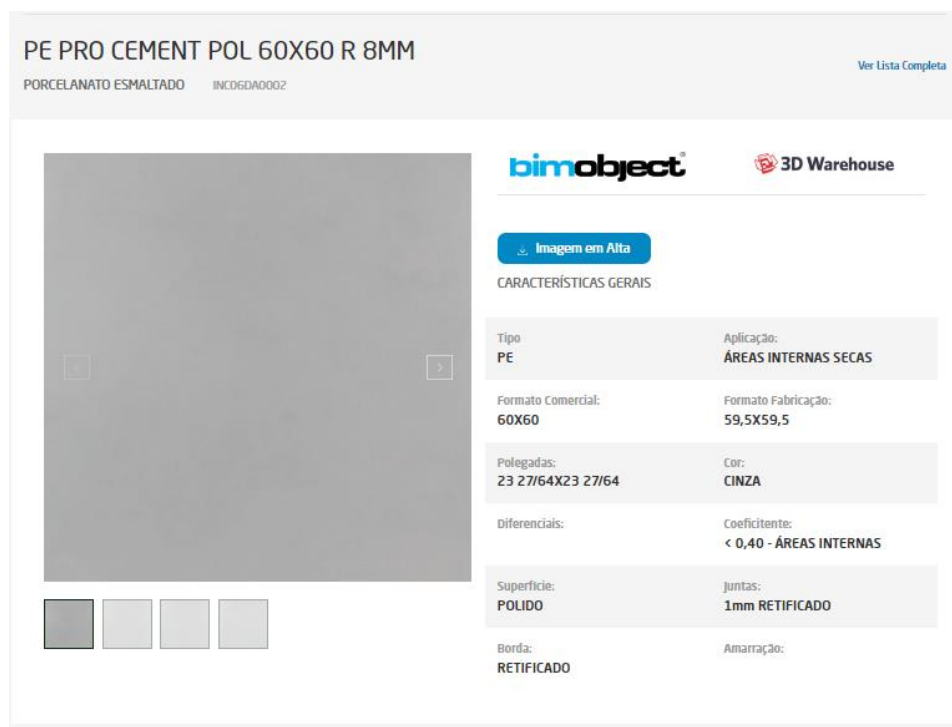 PE PRO CEMENT POL 60X60 R 8MM
Ver Lista Completa
PORCELANATO ESMALTADO INC06DA0002
bimobject®
3D Warehouse
Imagem em Alta
CARACTERÍSTICAS GERAIS
Tipo
PE
Aplicação:
ÁREAS INTERNAS SECAS
Formato Comercial:
60X60
Formato Fabricação:
59,5X59,5
Polegadas:
23 27/64X23 27/64
Cor:
CINZA
Diferenciais:
Coeficitente:
< 0,40 - ÁREAS INTERNAS
Superfície:
POLIDO
Juntas:
1mm RETIFICADO
Borda:
RETIFICADO
Amarração: